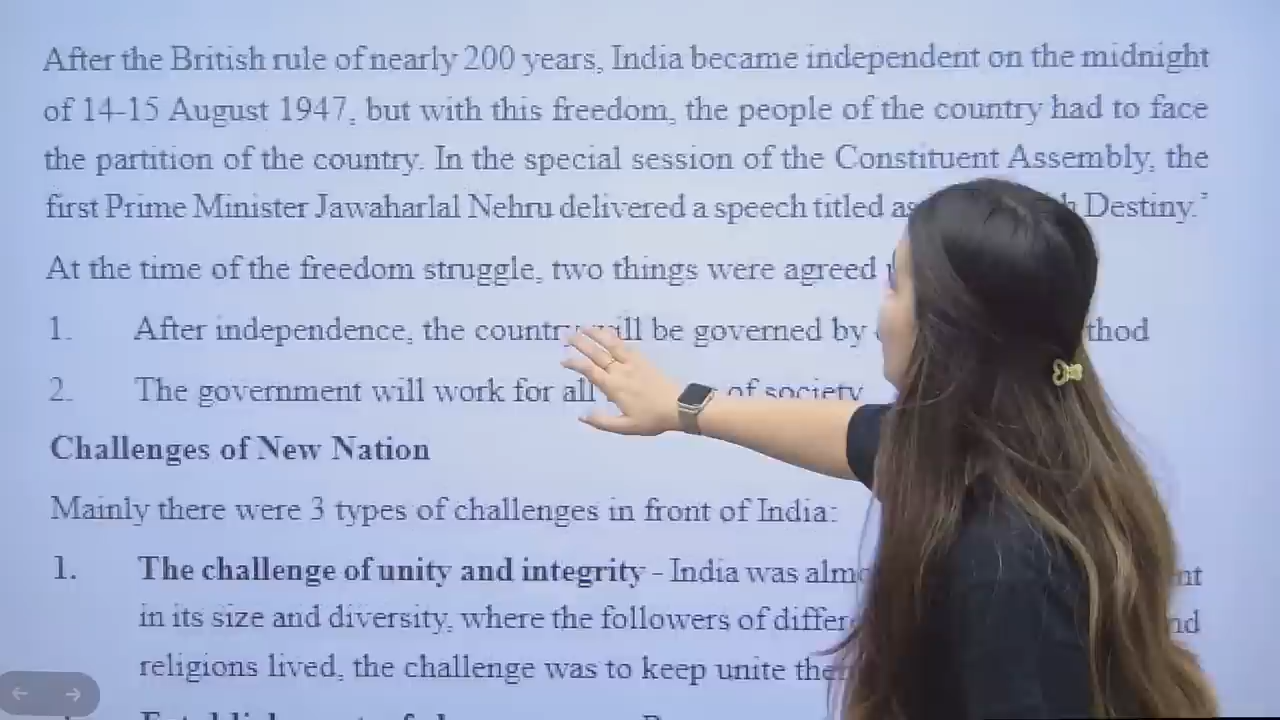 After the British rule of nearly 200 years, India became independent on the midnight
of 14-15 August 1947, but with this freedom, the people of the country had to face
the partition of the country. In the special session of the Constituent Assembly, the
first Prime Minister Jawaharlal Nehru delivered a speech titled as Destiny.'
At the time of the freedom struggle, two things were agreed
1. After independence, the country will be governed by
2. The government will work for all of society
Challenges of New Nation
Mainly there were 3 types of challenges in front of India:
1. The challenge of unity and integrity - India was
in its size and diversity, where the followers of
religions lived, the challenge was to keep unite